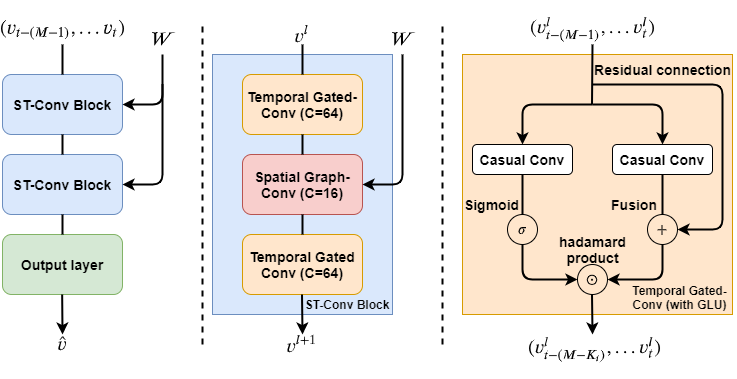 (v_{t−(M−1)}, … v_t)
W
ST-Conv Block
ST-Conv Block
Output layer
v̂
v^l
W
Temporal Gated-
Conv (C=64)
Spatial Graph-
Conv (C=16)
Temporal Gated
Conv (C=64)
ST-Conv Block
v^{l+1}
(v^l_{t−(M−1)}, … v^l_t)
Residual connection
Casual Conv
Casual Conv
Sigmoid
Fusion
σ
+
hadamard
product
⊙
Temporal Gated-
Conv (with GLU)
(v^l_{t−(M−K_t)}, … v^l_t)